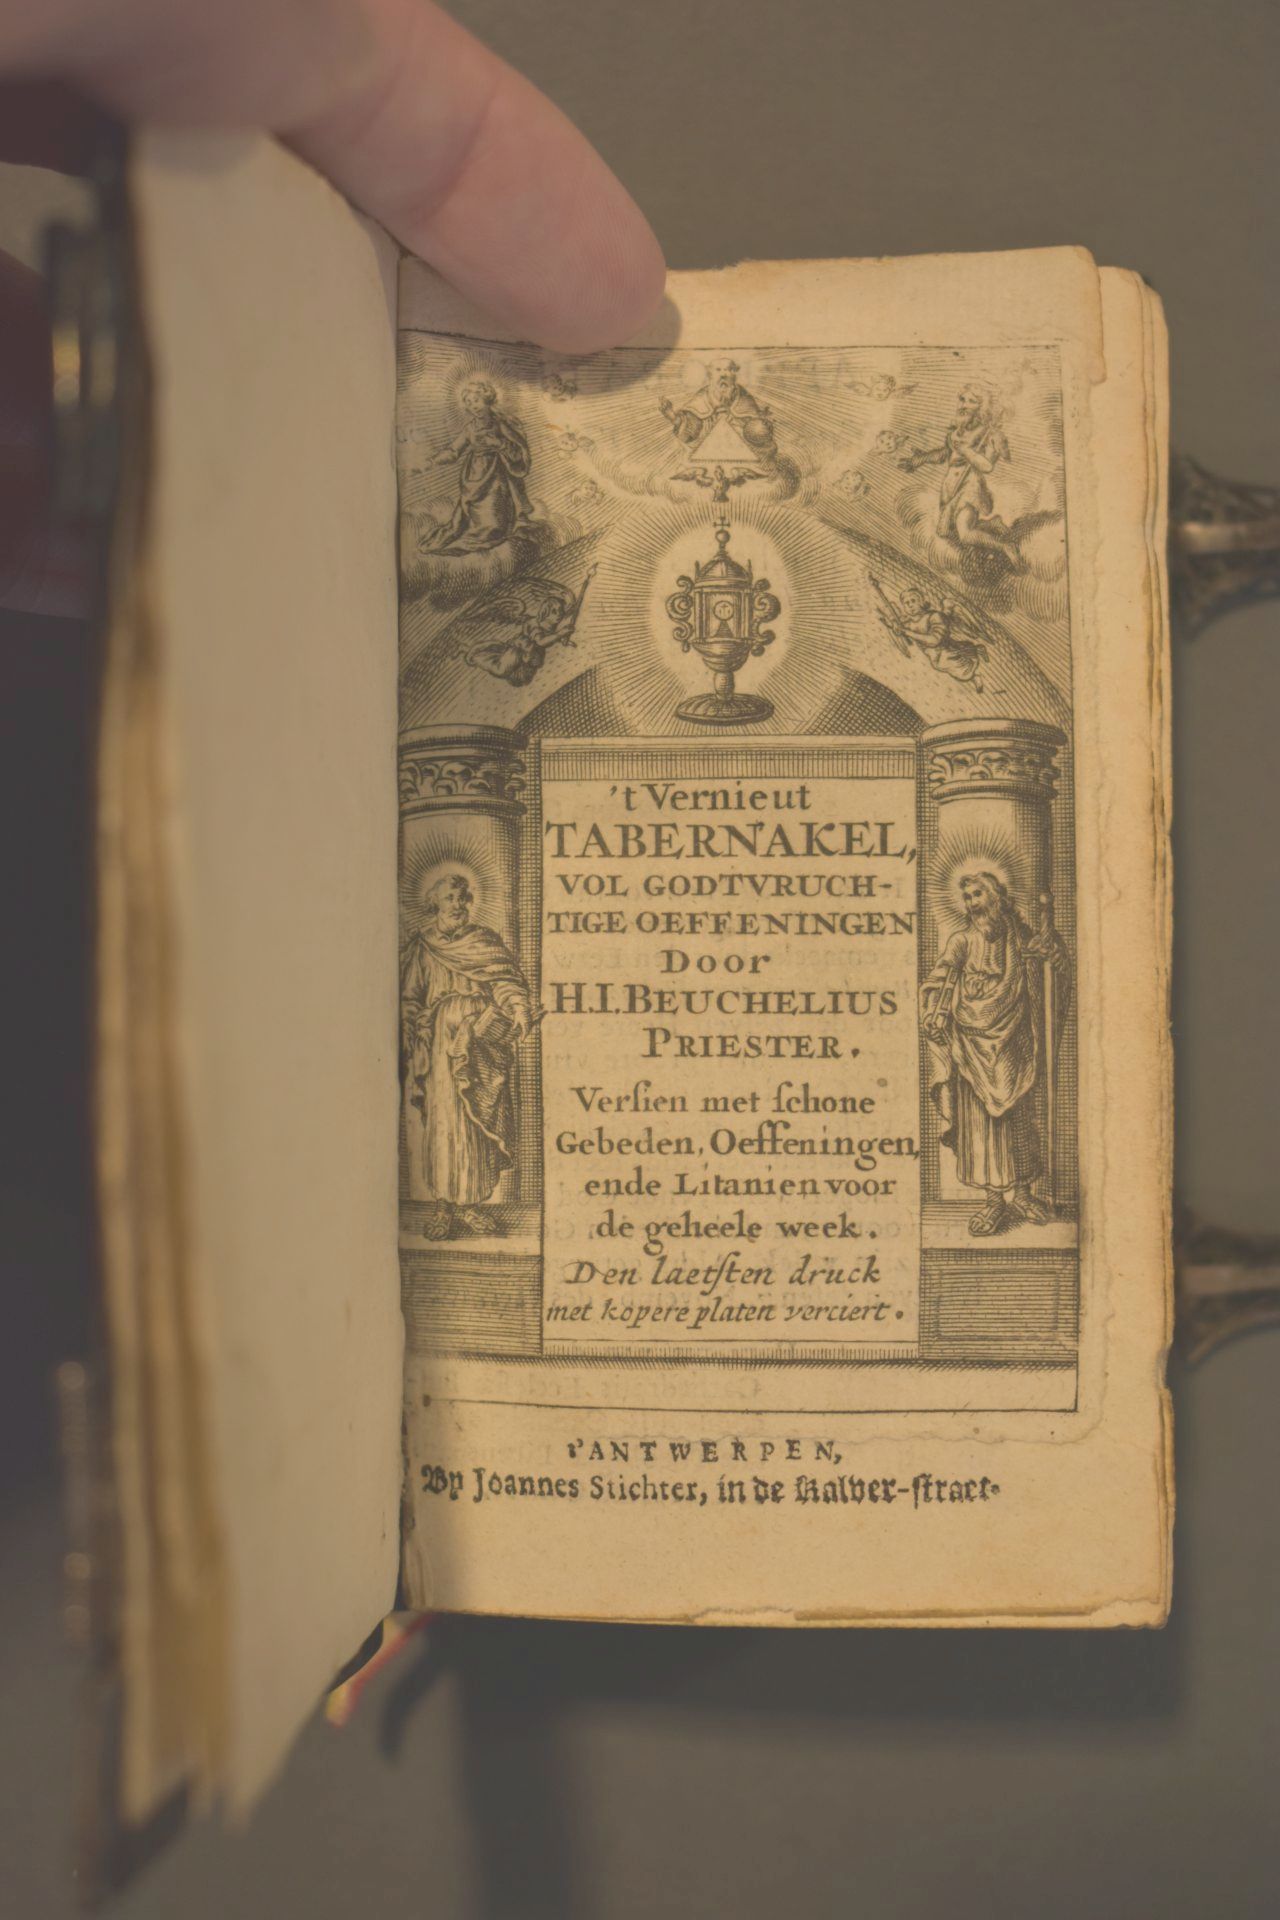 't Vernieut
TABERNAKEL,
VOL GODTVRUCH-
TIGE OEFFENINGEN
Door
H.I. BEUCHELIUS
PRIESTER.
Verſien met ſchone
Gebeden, Oeffeningen,
ende Litanien voor
de geheele week.
Den laetſten druck
met kopere platen verciert.
t'ANTWERPEN,
By Joannes Stichter, in de Kalver-ſtraet.